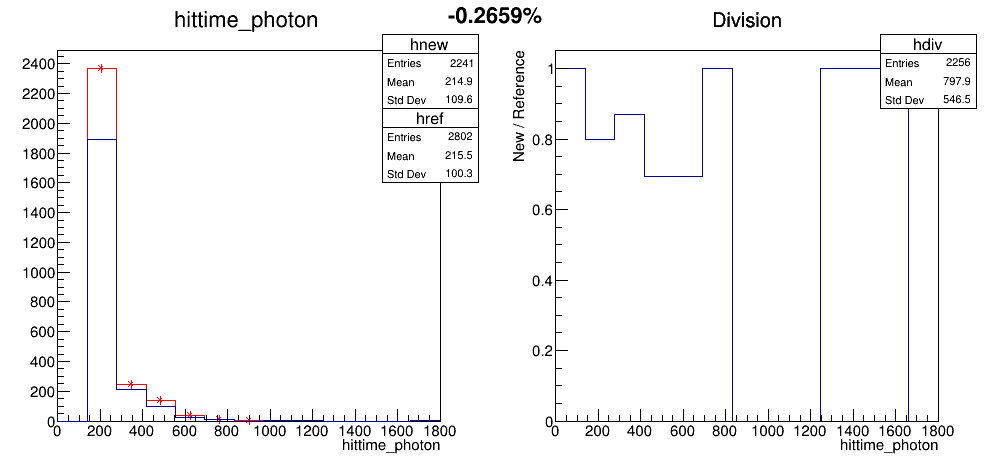 hittime_photon
-0.2659%
Division
hnew
Entries 2241
Mean 214.9
Std Dev 109.6
href
Entries 2802
Mean 215.5
Std Dev 100.3
2400
2200
2000
1800
1600
1400
1200
1000
800
600
400
200
0
0 200 400 600 800 1000 1200 1400 1600 1800
hittime_photon
hdiv
Entries 2256
Mean 797.9
Std Dev 546.5
New / Reference
1
0.8
0.6
0.4
0.2
0
0 200 400 600 800 1000 1200 1400 1600 1800
hittime_photon